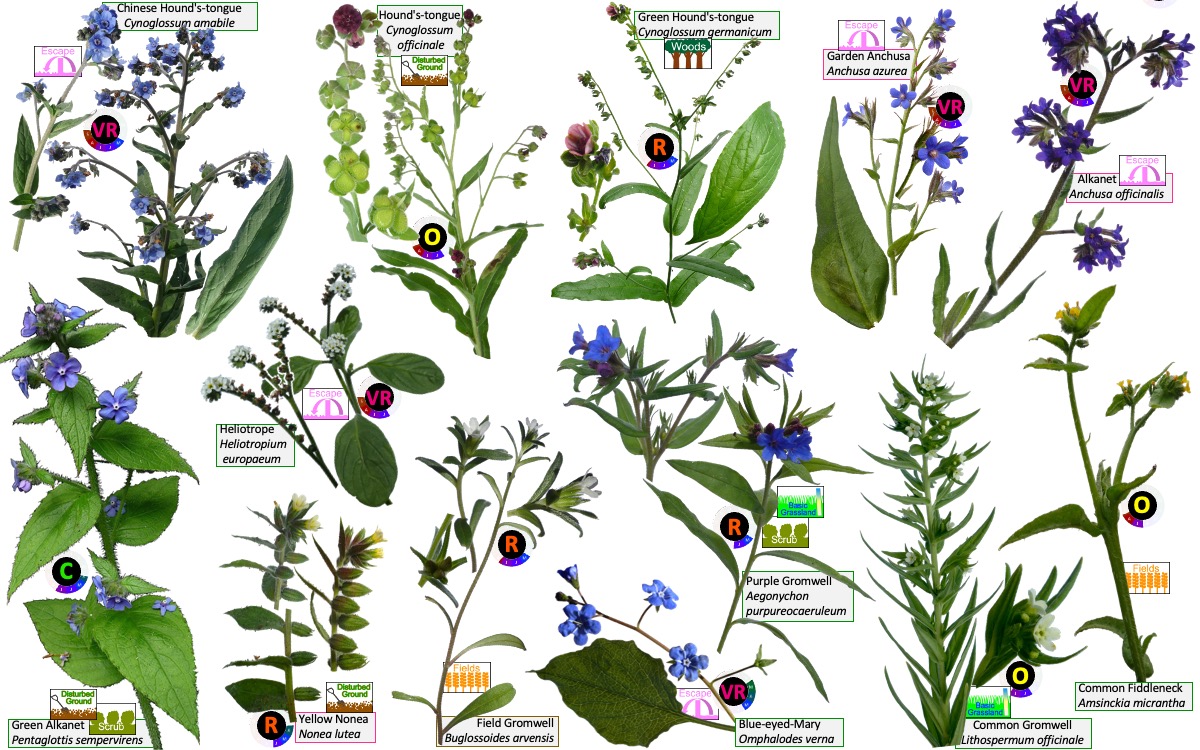 Chinese Hound's-tongue
Cynoglossum amabile
Escape
VR
Hound's-tongue
Cynoglossum
officinale
Disturbed
Ground
O
Green Hound's-tongue
Cynoglossum germanicum
Woods
R
Escape
Garden Anchusa
Anchusa azurea
VR
VR
Escape
Alkanet
Anchusa officinalis
C
Disturbed
Ground
Scrub
Green Alkanet
Pentaglottis sempervirens
Escape
VR
Heliotrope
Heliotropium
europaeum
Disturbed
Ground
R
Yellow Nonea
Nonea lutea
R
Fields
Field Gromwell
Buglossoides arvensis
Basic
Grassland
R
Scrub
Purple Gromwell
Aegonychon
purpureocaeruleum
Escape
VR
Blue-eyed-Mary
Omphalodes verna
O
Basic
Grassland
Common Gromwell
Lithospermum officinale
O
Fields
Common Fiddleneck
Amsinckia micrantha